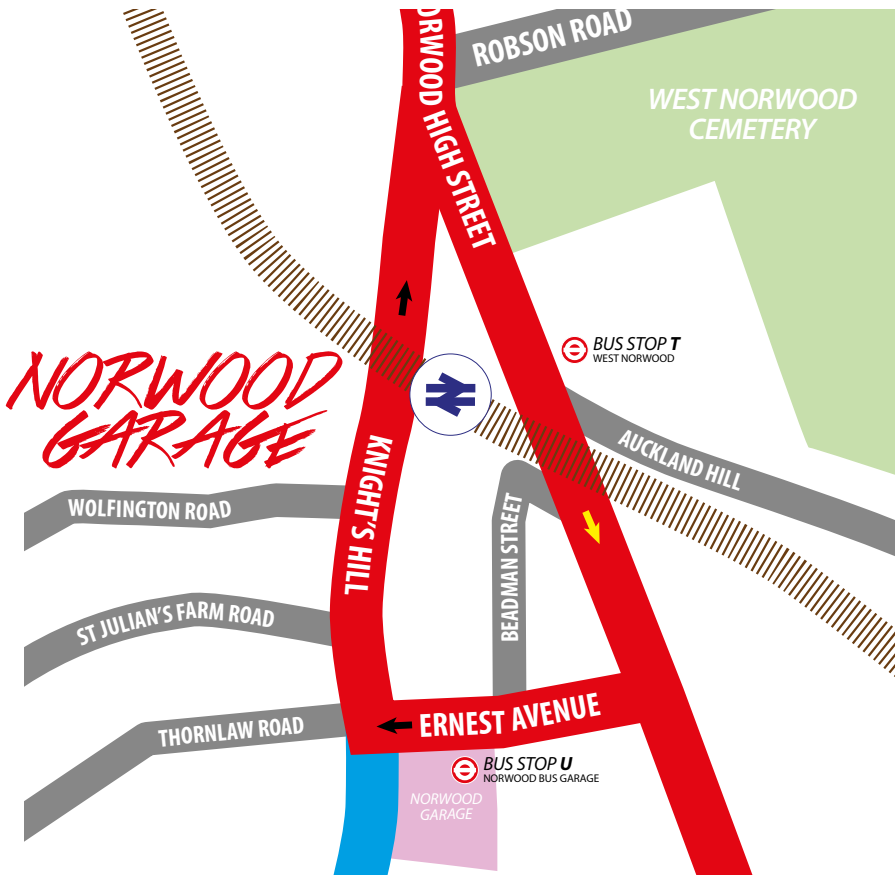 ROBSON ROAD
ORWOOD HIGH STREET
WEST NORWOOD
CEMETERY
BUS STOP T
WEST NORWOOD
NORWOOD
GARAGE
KNIGHT'S HILL
AUCKLAND HILL
WOLFINGTON ROAD
BEADMAN STREET
ST JULIAN'S FARM ROAD
ERNEST AVENUE
THORNLAW ROAD
BUS STOP U
NORWOOD BUS GARAGE
NORWOOD
GARAGE